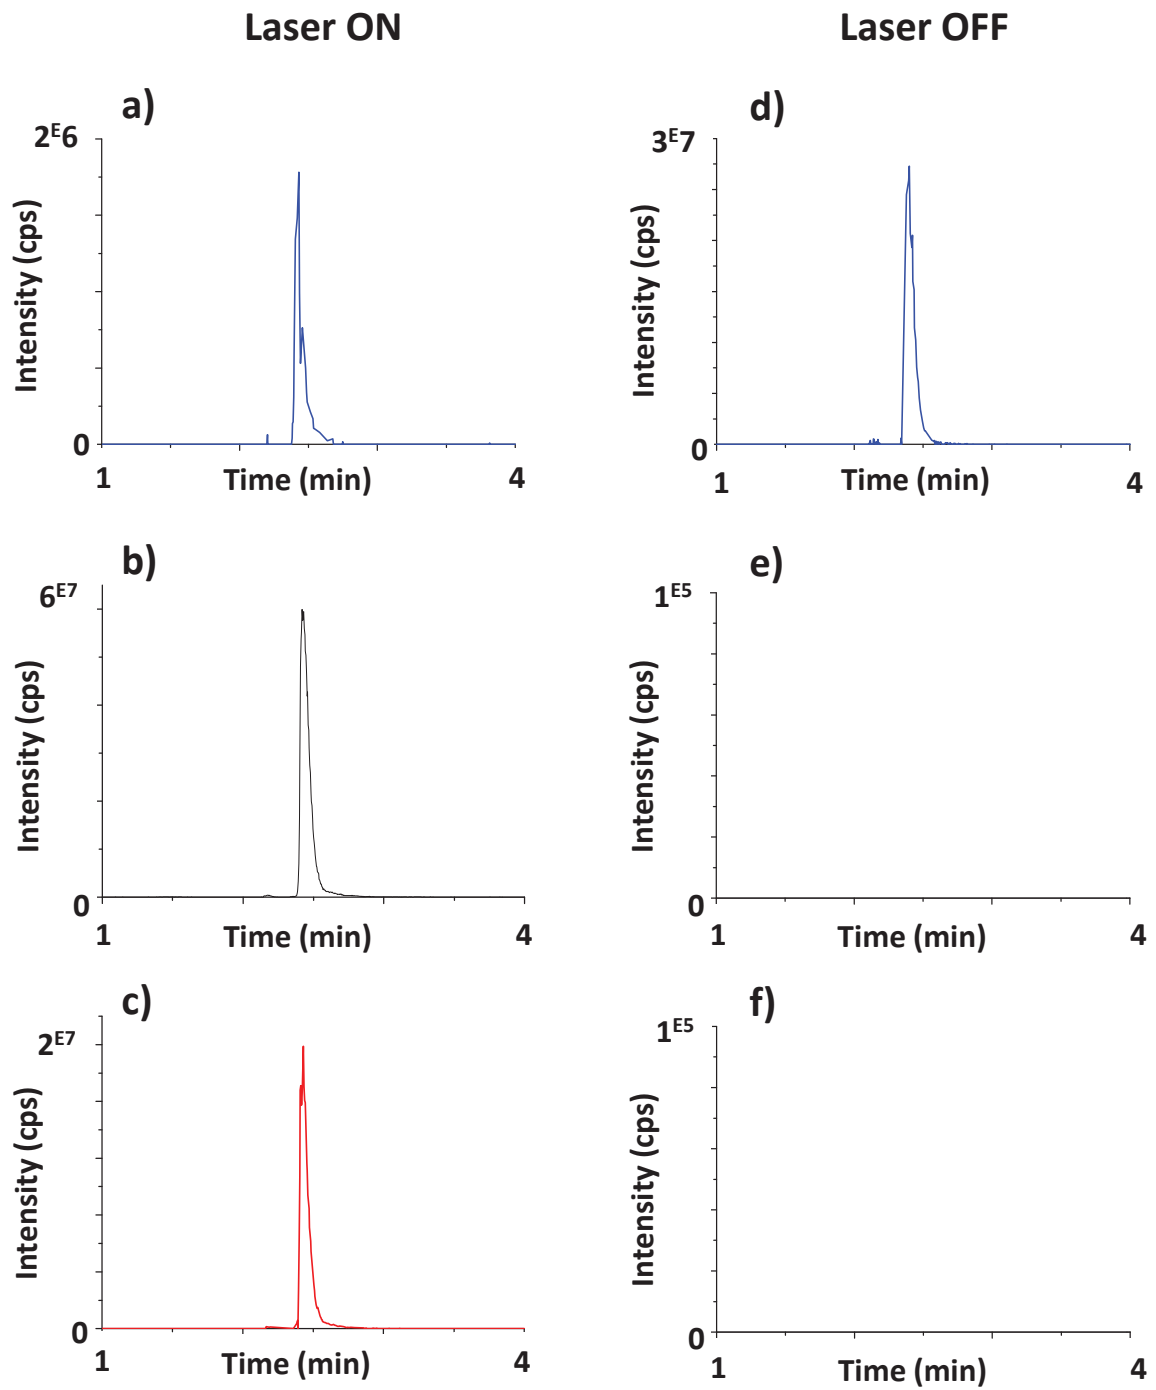 Laser ON
Laser OFF
a)
2E6
Intensity (cps)
0
1
Time (min)
4
d)
3E7
Intensity (cps)
0
1
Time (min)
4
b)
6E7
Intensity (cps)
0
1
Time (min)
4
e)
1E5
Intensity (cps)
0
1
Time (min)
4
c)
2E7
Intensity (cps)
0
1
Time (min)
4
f)
1E5
Intensity (cps)
0
1
Time (min)
4